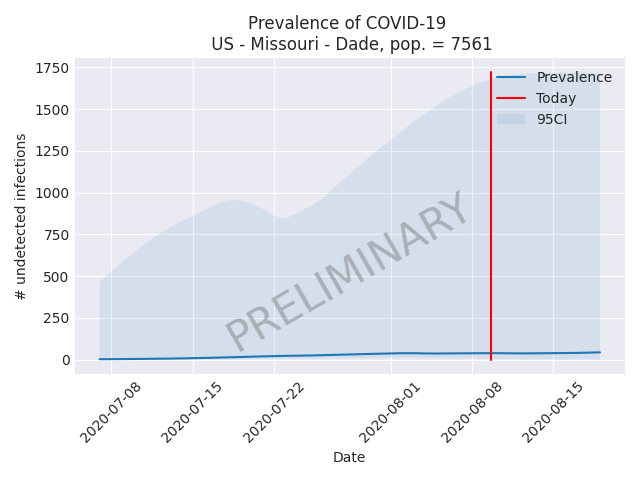 Prevalence of COVID-19
US - Missouri - Dade, pop. = 7561
1750
1500
1250
1000
750
500
250
0
# undetected infections
Prevalence
Today
95CI
PRELIMINARY
2020-07-08
2020-07-15
2020-07-22
2020-08-01
2020-08-08
2020-08-15
Date